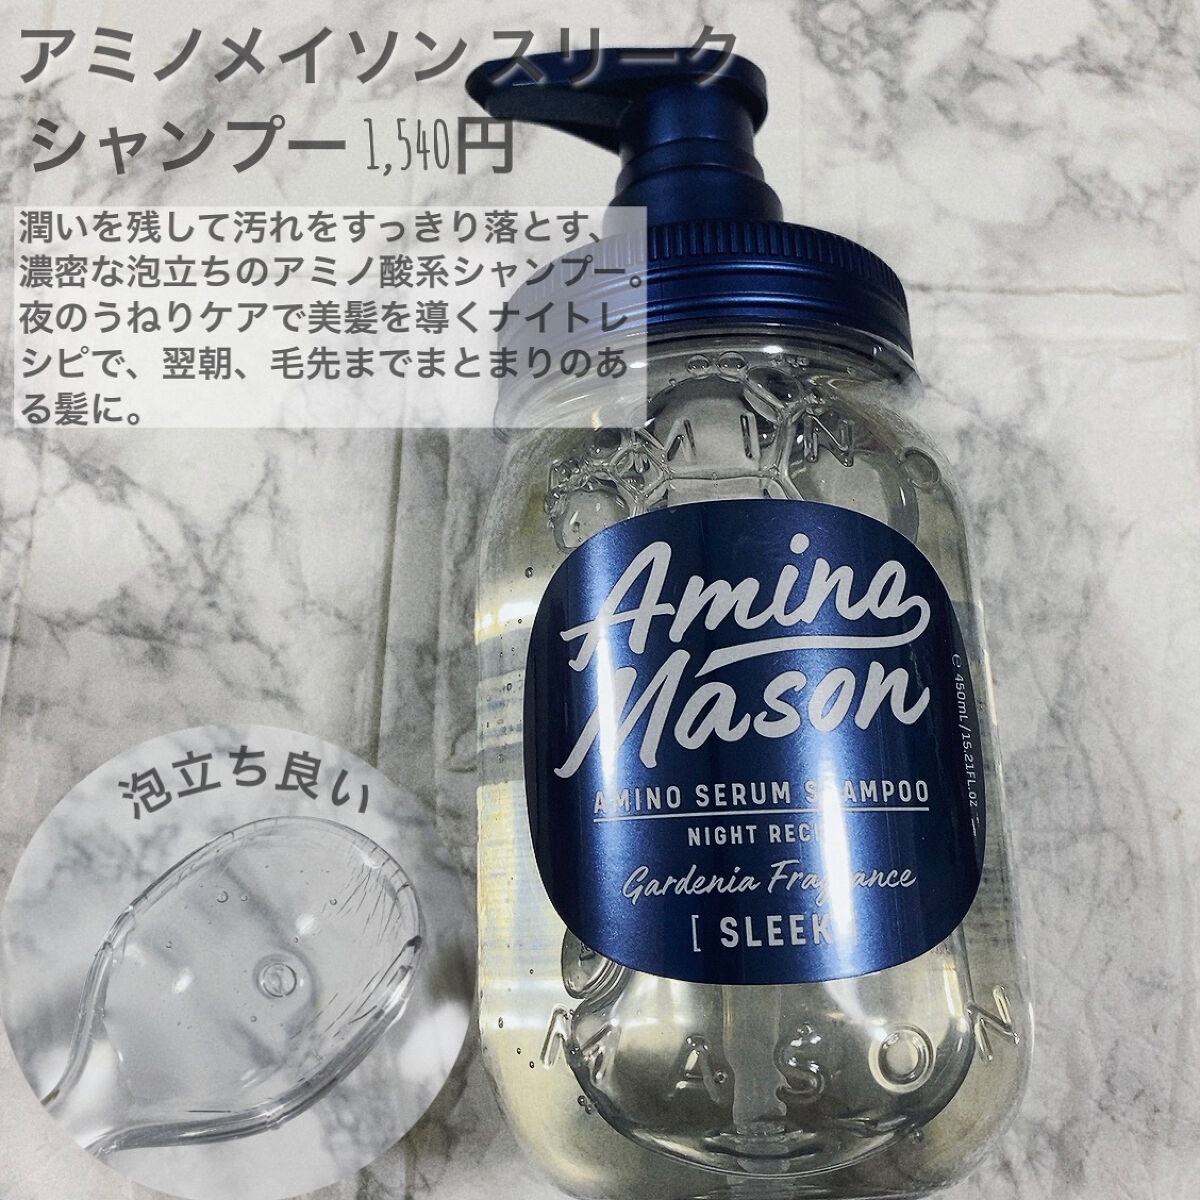 アミノメイソン スリーク
シャンプー 1,540円
潤いを残して汚れをすっきり落とす、
濃密な泡立ちのアミノ酸系シャンプー。
夜のうねりケアで美髪を導くナイトレ
シピで、翌朝、毛先までまとまりのあ
る髪に。
AMINO
Amino
Mason
AMINO SERUM SHAMPOO
NIGHT RECI
Gardenia Fragrance
[ SLEEK ]
℮ 450mL/15.21FL.oz
MASON
泡立ち良い